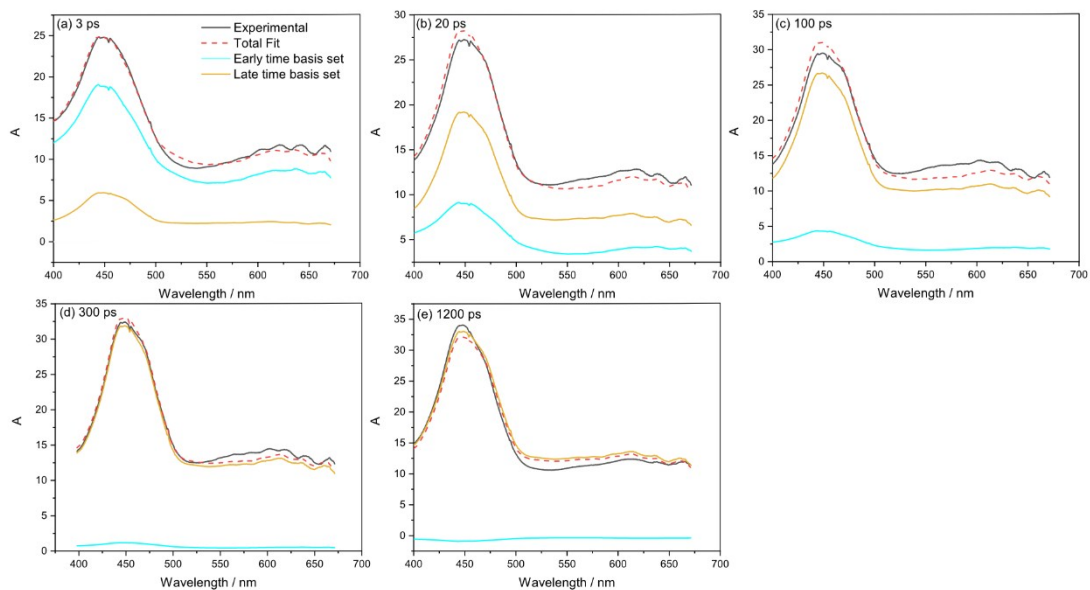 (a) 3 ps
Experimental
Total Fit
Early time basis set
Late time basis set
25
20
15
10
5
0
A
400 450 500 550 600 650 700
Wavelength / nm
(b) 20 ps
30
25
20
15
10
5
A
400 450 500 550 600 650 700
Wavelength / nm
(c) 100 ps
35
30
25
20
15
10
5
0
A
400 450 500 550 600 650 700
Wavelength / nm
(d) 300 ps
35
30
25
20
15
10
5
0
A
350 400 450 500 550 600 650 700
Wavelength / nm
(e) 1200 ps
35
30
25
20
15
10
5
0
A
400 450 500 550 600 650 700
Wavelength / nm